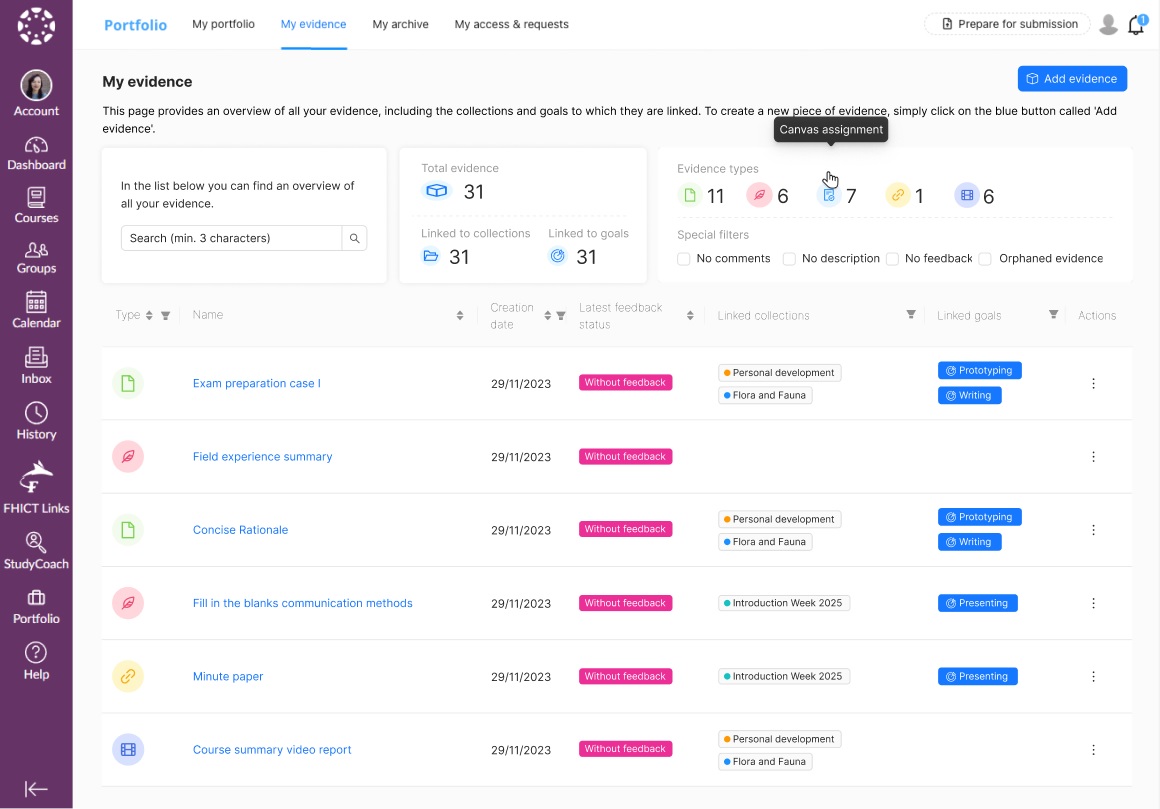 Portfolio
My portfolio
My evidence
My archive
My access & requests
Prepare for submission
1
Account
Dashboard
Courses
Groups
Calendar
Inbox
History
FHICT Links
StudyCoach
Portfolio
Help
My evidence
Add evidence
This page provides an overview of all your evidence, including the collections and goals to which they are linked. To create a new piece of evidence, simply click on the blue button called 'Add
evidence'.
Canvas assignment
In the list below you can find an overview of
all your evidence.
Search (min. 3 characters)
Total evidence
31
Linked to collections
31
Linked to goals
31
Evidence types
11
6
7
1
6
Special filters
No comments
No description
No feedback
Orphaned evidence
Type
Name
Creation
date
Latest feedback
status
Linked collections
Linked goals
Actions
Exam preparation case I
29/11/2023
Without feedback
Personal development
Flora and Fauna
Prototyping
Writing
Field experience summary
29/11/2023
Without feedback
Concise Rationale
29/11/2023
Without feedback
Personal development
Flora and Fauna
Prototyping
Writing
Fill in the blanks communication methods
29/11/2023
Without feedback
Introduction Week 2025
Presenting
Minute paper
29/11/2023
Without feedback
Introduction Week 2025
Presenting
Course summary video report
29/11/2023
Without feedback
Personal development
Flora and Fauna